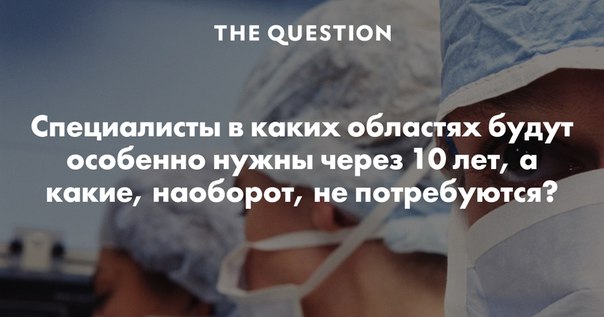 THE QUESTION
Специалисты в каких областях будут
особенно нужны через 10 лет, а
какие, наоборот, не потребуются?